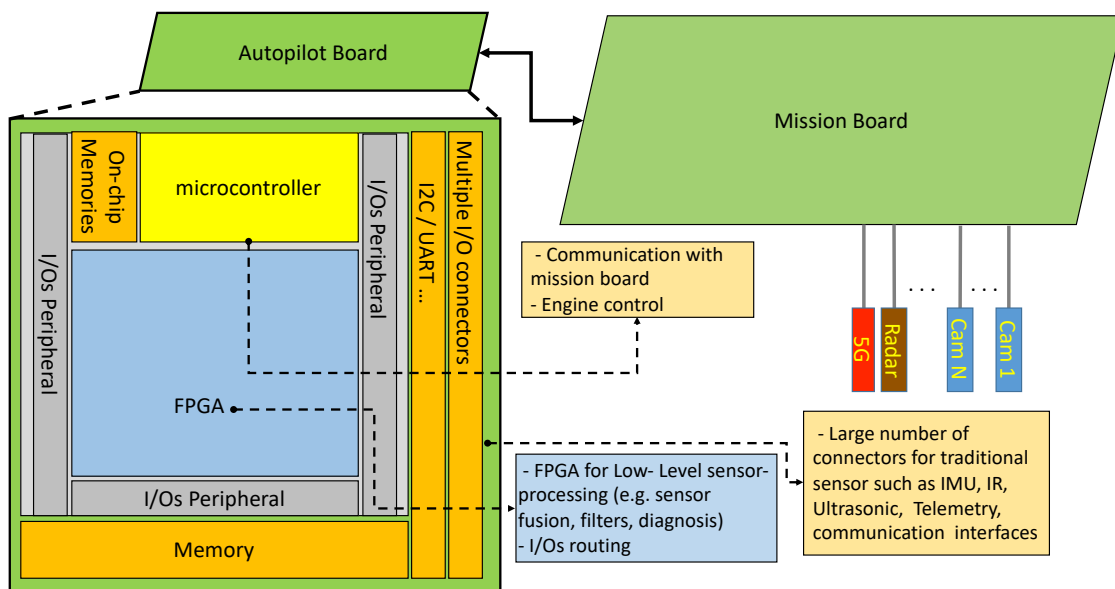 Autopilot Board
Mission Board
On-chip
Memories
microcontroller
I/Os Peripheral
I/Os Peripheral
I2C / UART ...
Multiple I/O connectors
FPGA
I/Os Peripheral
Memory
- Communication with
mission board
- Engine control
. . .
. . .
5G
Radar
Cam N
Cam 1
- FPGA for Low- Level sensor-
processing (e.g. sensor
fusion, filters, diagnosis)
- I/Os routing
- Large number of
connectors for traditional
sensor such as IMU, IR,
Ultrasonic, Telemetry,
communication interfaces